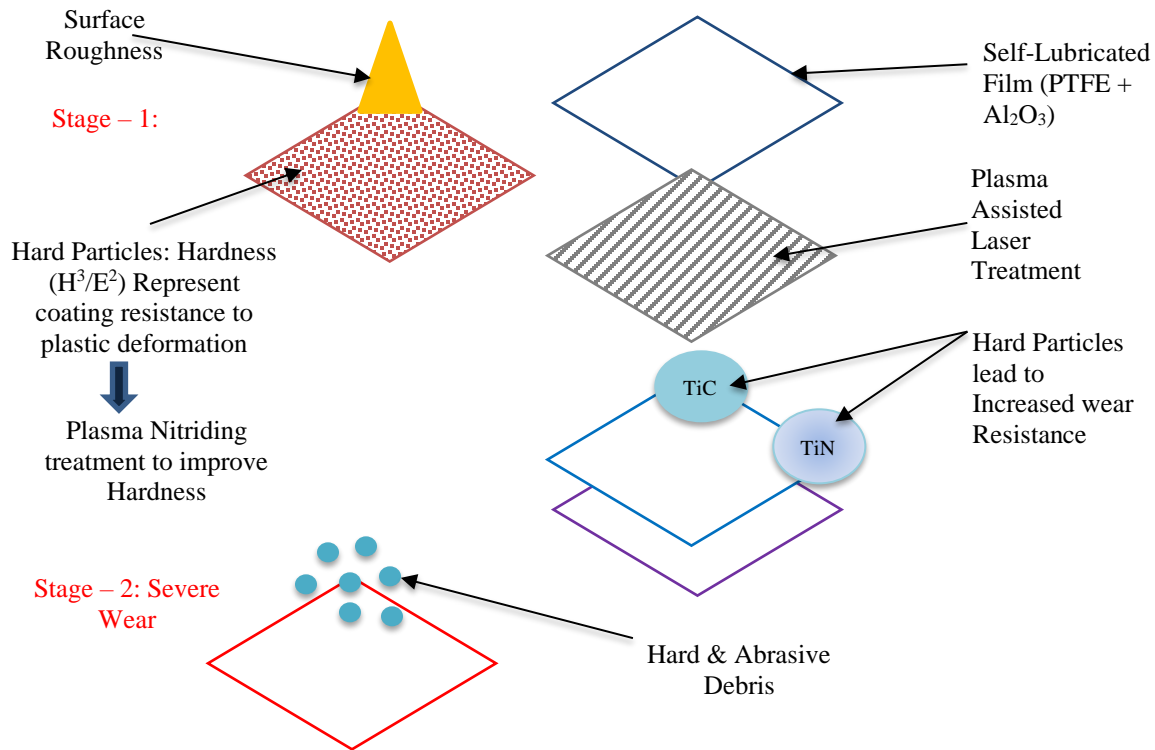 Surface
Roughness
Stage – 1:
Hard Particles: Hardness
(H³/E²) Represent
coating resistance to
plastic deformation
Plasma Nitriding
treatment to improve
Hardness
Stage – 2: Severe
Wear
Hard & Abrasive
Debris
Self-Lubricated
Film (PTFE +
Al₂O₃)
Plasma
Assisted
Laser
Treatment
TiC
TiN
Hard Particles
lead to
Increased wear
Resistance